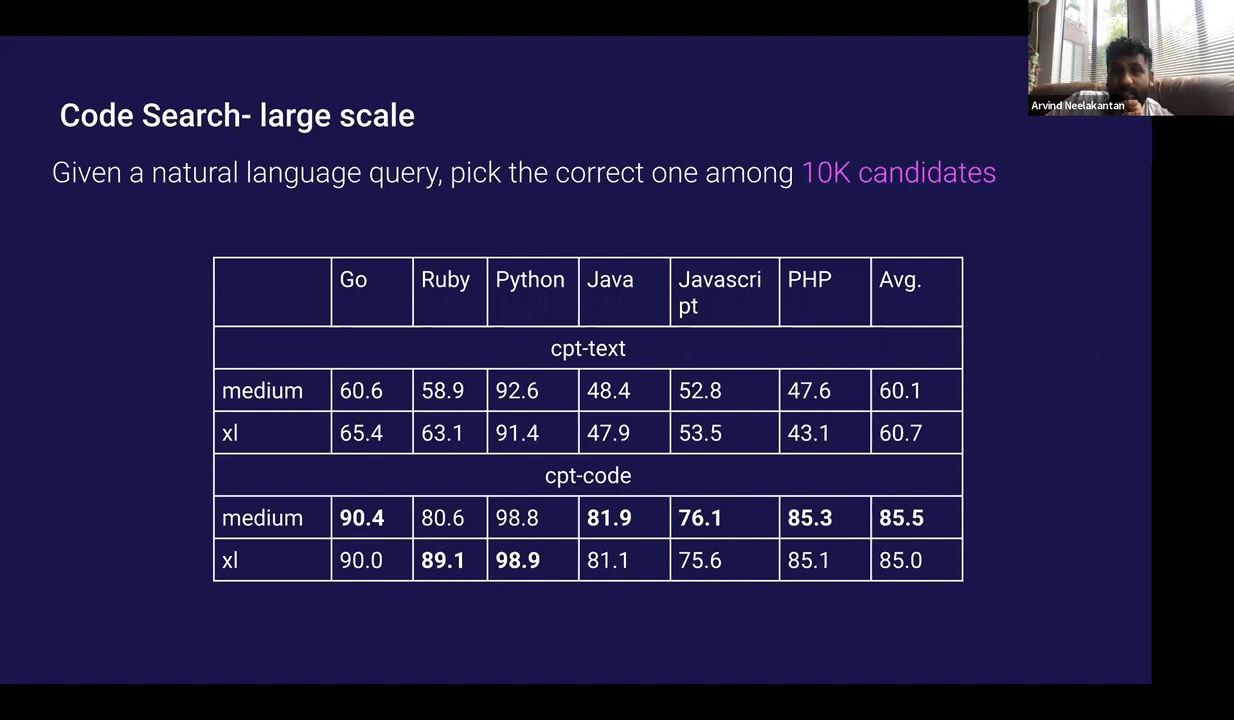 Arvind Neelakantan
Code Search- large scale
Given a natural language query, pick the correct one among 10K candidates
Go Ruby Python Java Javascri PHP Avg.
pt
cpt-text
medium 60.6 58.9 92.6 48.4 52.8 47.6 60.1
xl 65.4 63.1 91.4 47.9 53.5 43.1 60.7
cpt-code
medium 90.4 80.6 98.8 81.9 76.1 85.3 85.5
xl 90.0 89.1 98.9 81.1 75.6 85.1 85.0